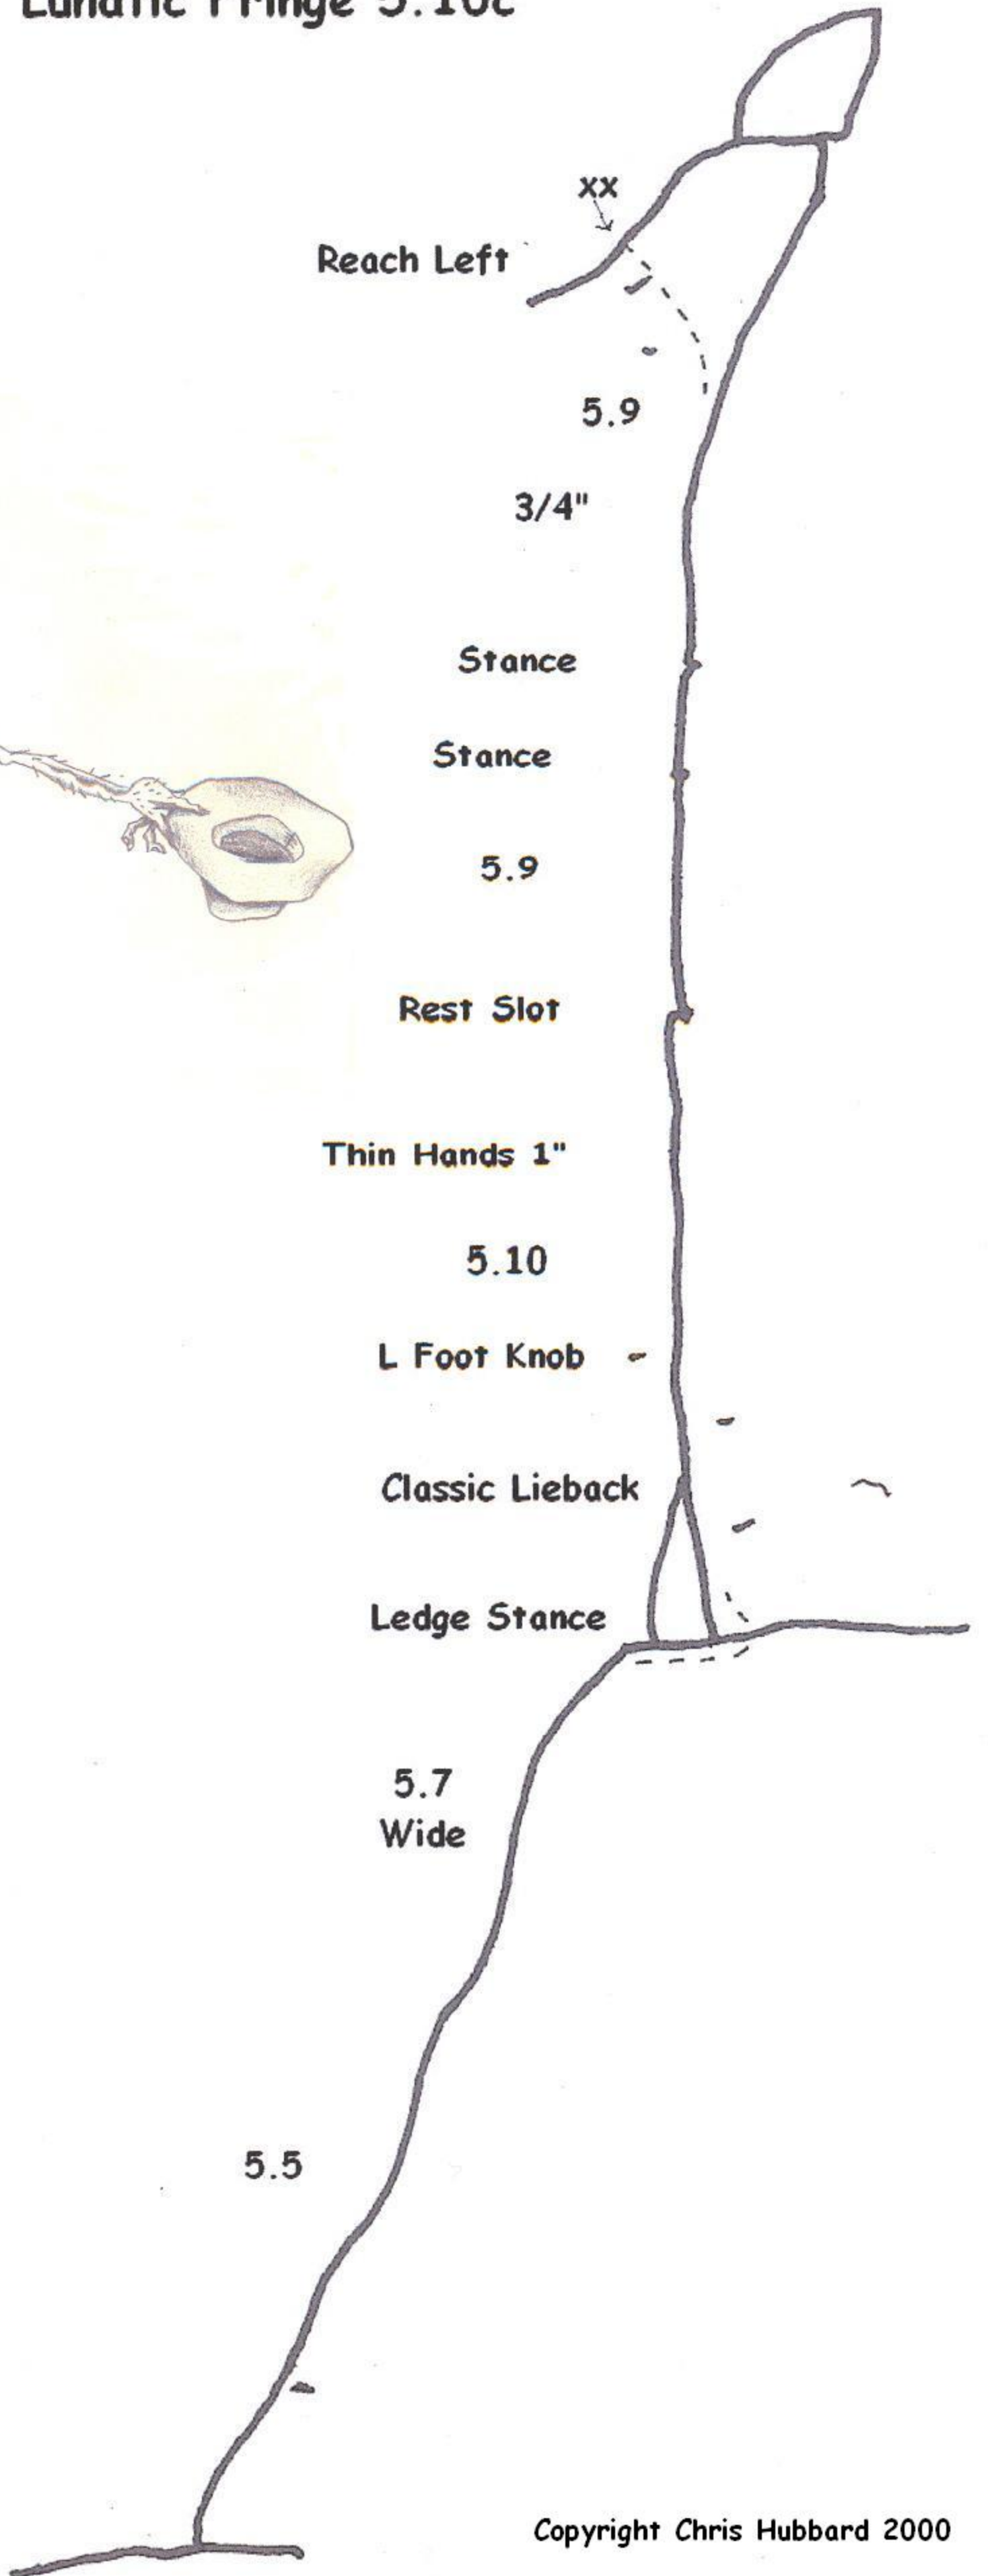 Lunatic Fringe 5.10c
xx
Reach Left
5.9
3/4"
Stance
Stance
5.9
Rest Slot
Thin Hands 1"
5.10
L Foot Knob
Classic Lieback
Ledge Stance
5.7
Wide
5.5
Copyright Chris Hubbard 2000